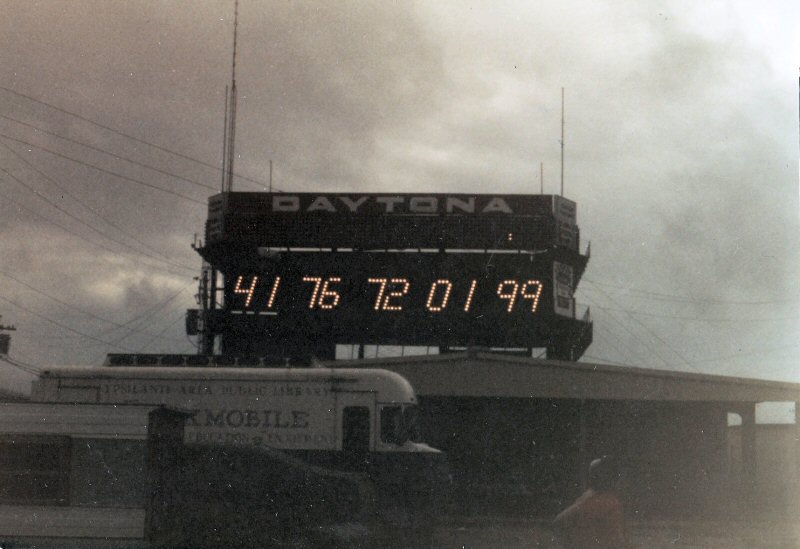 DAYTONA
41 76 72 01 99
YPSILANTI AREA PUBLIC LIBRARY
KMOBILE